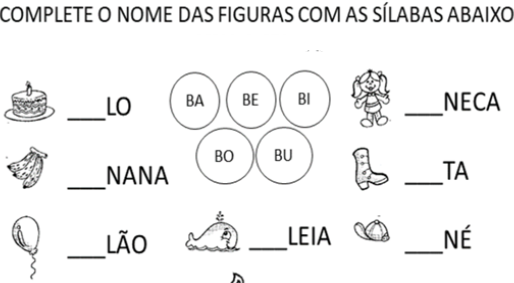 COMPLETE O NOME DAS FIGURAS COM AS SÍLABAS ABAIXO
___LO
BA BE BI
___NECA
BO BU
___NANA
___TA
___LÃO
___LEIA
___NÉ